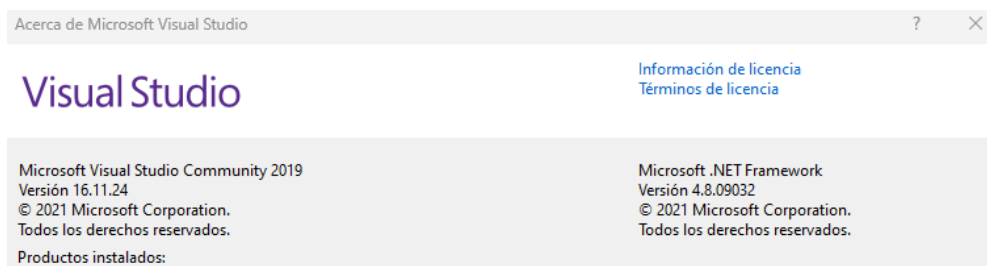 Acerca de Microsoft Visual Studio
?
Visual Studio
Información de licencia
Términos de licencia
Microsoft Visual Studio Community 2019
Versión 16.11.24
© 2021 Microsoft Corporation.
Todos los derechos reservados.
Microsoft .NET Framework
Versión 4.8.09032
© 2021 Microsoft Corporation.
Todos los derechos reservados.
Productos instalados: